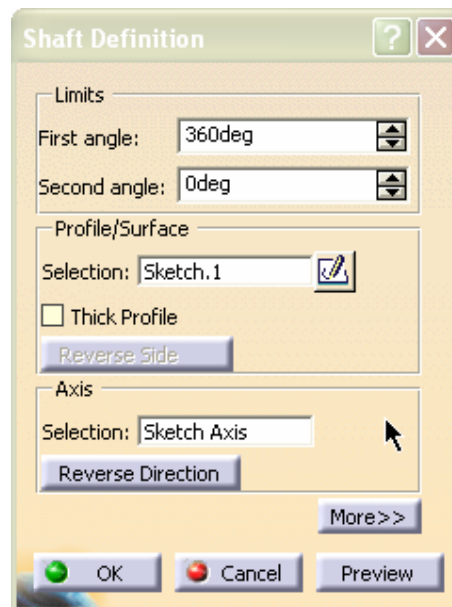 Shaft Definition
Limits
First angle: 360deg
Second angle: 0deg
Profile/Surface
Selection: Sketch.1
Thick Profile
Reverse Side
Axis
Selection: Sketch Axis
Reverse Direction
More>>
OK Cancel Preview